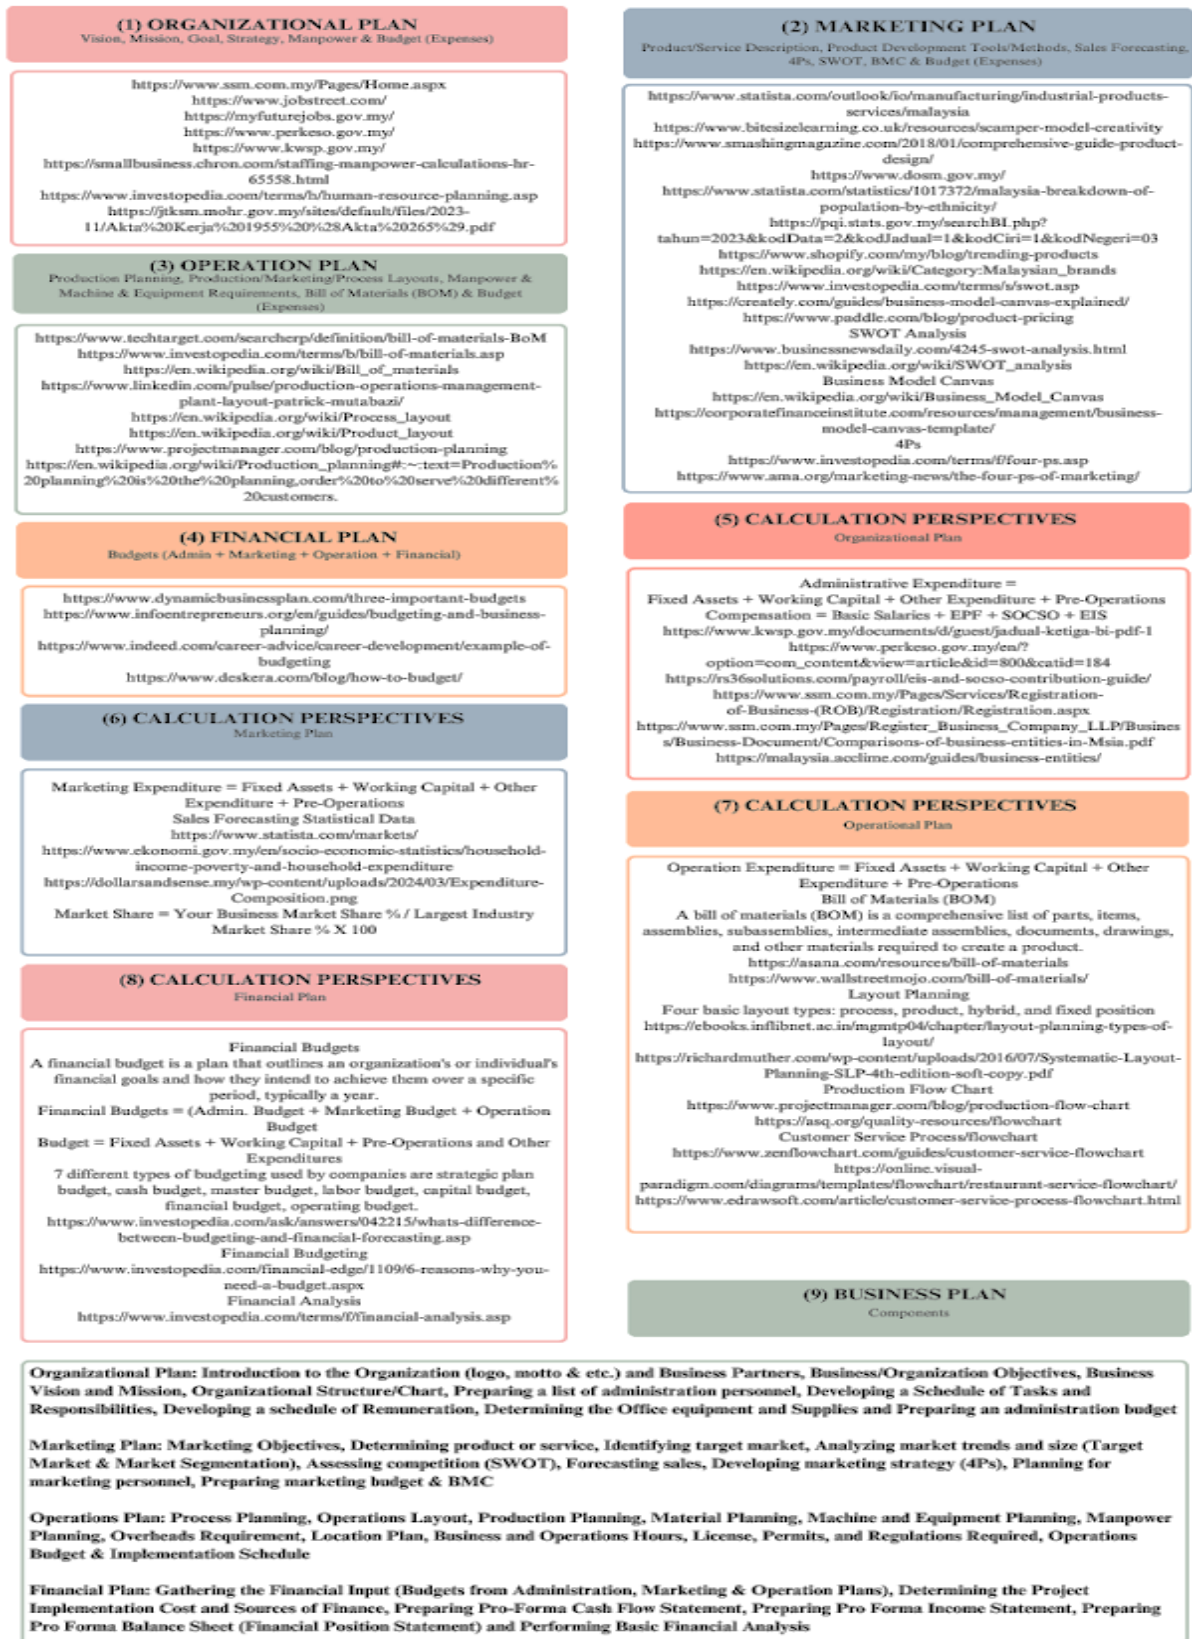 (1) ORGANIZATIONAL PLAN
Vision, Mission, Goal, Strategy, Manpower & Budget (Expenses)
https://www.ssm.com.my/Pages/Home.aspx
https://www.jobstreet.com/
https://myfuturejobs.gov.my/
https://www.perkeso.gov.my/
https://www.kwsp.gov.my/
https://smallbusiness.chron.com/staffing-manpower-calculations-hr-
65558.html
https://www.investopedia.com/terms/h/human-resource-planning.asp
https://jtksm.mohr.gov.my/sites/default/files/2023-
11/Akta%20Kerja%201955%20%28Akta%20265%29.pdf
(2) MARKETING PLAN
Product/Service Description, Product Development Tools/Methods, Sales Forecasting,
4Ps, SWOT, BMC & Budget (Expenses)
https://www.statista.com/outlook/io/manufacturing/industrial-products-
services/malaysia
https://www.bitesizelearning.co.uk/resources/scamper-model-creativity
https://www.smashingmagazine.com/2018/01/comprehensive-guide-product-
design/
https://www.dosm.gov.my/
https://www.statista.com/statistics/1017372/malaysia-breakdown-of-
population-by-ethnicity/
https://pqi.stats.gov.my/searchBI.php?
tahun=2023&kodData=2&kodJadual=1&kodCiri=1&kodNegeri=03
https://www.shopify.com/my/blog/trending-products
https://en.wikipedia.org/wiki/Category:Malaysian_brands
https://www.investopedia.com/terms/s/swot.asp
https://creately.com/guides/business-model-canvas-explained/
https://www.paddle.com/blog/product-pricing
SWOT Analysis
https://www.businessnewsdaily.com/4245-swot-analysis.html
https://en.wikipedia.org/wiki/SWOT_analysis
Business Model Canvas
https://en.wikipedia.org/wiki/Business_Model_Canvas
https://corporatefinanceinstitute.com/resources/management/business-
model-canvas-template/
4Ps
https://www.investopedia.com/terms/f/four-ps.asp
https://www.ama.org/marketing-news/the-four-ps-of-marketing/
(3) OPERATION PLAN
Production Planning, Production/Marketing/Process Layouts, Manpower &
Machine & Equipment Requirements, Bill of Materials (BOM) & Budget
(Expenses)
https://www.techtarget.com/searcherp/definition/bill-of-materials-BoM
https://www.investopedia.com/terms/b/bill-of-materials.asp
https://en.wikipedia.org/wiki/Bill_of_materials
https://www.linkedin.com/pulse/production-operations-management-
plant-layout-patrick-mutabazi/
https://en.wikipedia.org/wiki/Process_layout
https://en.wikipedia.org/wiki/Product_layout
https://www.projectmanager.com/blog/production-planning
https://en.wikipedia.org/wiki/Production_planning#:~:text=Production%
20planning%20is%20the%20planning,order%20to%20serve%20different%
20customers.
(4) FINANCIAL PLAN
Budgets (Admin + Marketing + Operation + Financial)
https://www.dynamicbusinessplan.com/three-important-budgets
https://www.infoentrepreneurs.org/en/guides/budgeting-and-business-
planning/
https://www.indeed.com/career-advice/career-development/example-of-
budgeting
https://www.deskera.com/blog/how-to-budget/
(5) CALCULATION PERSPECTIVES
Organizational Plan
Administrative Expenditure =
Fixed Assets + Working Capital + Other Expenditure + Pre-Operations
Compensation = Basic Salaries + EPF + SOCSO + EIS
https://www.kwsp.gov.my/documents/d/guest/jadual-ketiga-bi-pdf-1
https://www.perkeso.gov.my/en/?
option=com_content&view=article&id=800&catid=184
https://rs36solutions.com/payroll/eis-and-socso-contribution-guide/
https://www.ssm.com.my/Pages/Services/Registration-
of-Business-(ROB)/Registration/Registration.aspx
https://www.ssm.com.my/Pages/Register_Business_Company_LLP/Busines
s/Business-Document/Comparisons-of-business-entities-in-Msia.pdf
https://malaysia.acclime.com/guides/business-entities/
(6) CALCULATION PERSPECTIVES
Marketing Plan
Marketing Expenditure = Fixed Assets + Working Capital + Other
Expenditure + Pre-Operations
Sales Forecasting Statistical Data
https://www.statista.com/markets/
https://www.ekonomi.gov.my/en/socio-economic-statistics/household-
income-poverty-and-household-expenditure
https://dollarsandsense.my/wp-content/uploads/2024/03/Expenditure-
Composition.png
Market Share = Your Business Market Share % / Largest Industry
Market Share % X 100
(7) CALCULATION PERSPECTIVES
Operational Plan
Operation Expenditure = Fixed Assets + Working Capital + Other
Expenditure + Pre-Operations
Bill of Materials (BOM)
A bill of materials (BOM) is a comprehensive list of parts, items,
assemblies, subassemblies, intermediate assemblies, documents, drawings,
and other materials required to create a product.
https://asana.com/resources/bill-of-materials
https://www.wallstreetmojo.com/bill-of-materials/
Layout Planning
Four basic layout types: process, product, hybrid, and fixed position
https://ebooks.inflibnet.ac.in/mgmtp04/chapter/layout-planning-types-of-
layout/
https://richardmuther.com/wp-content/uploads/2016/07/Systematic-Layout-
Planning-SLP-4th-edition-soft-copy.pdf
Production Flow Chart
https://www.projectmanager.com/blog/production-flow-chart
https://asq.org/quality-resources/flowchart
Customer Service Process/flowchart
https://www.zenflowchart.com/guides/customer-service-flowchart
https://online.visual-
paradigm.com/diagrams/templates/flowchart/restaurant-service-flowchart/
https://www.edrawsoft.com/article/customer-service-process-flowchart.html
(8) CALCULATION PERSPECTIVES
Financial Plan
Financial Budgets
A financial budget is a plan that outlines an organization's or individual's
financial goals and how they intend to achieve them over a specific
period, typically a year.
Financial Budgets = (Admin. Budget + Marketing Budget + Operation
Budget
Budget = Fixed Assets + Working Capital + Pre-Operations and Other
Expenditures
7 different types of budgeting used by companies are strategic plan
budget, cash budget, master budget, labor budget, capital budget,
financial budget, operating budget.
https://www.investopedia.com/ask/answers/042215/whats-difference-
between-budgeting-and-financial-forecasting.asp
Financial Budgeting
https://www.investopedia.com/financial-edge/1109/6-reasons-why-you-
need-a-budget.aspx
Financial Analysis
https://www.investopedia.com/terms/f/financial-analysis.asp
(9) BUSINESS PLAN
Components
Organizational Plan: Introduction to the Organization (logo, motto & etc.) and Business Partners, Business/Organization Objectives, Business
Vision and Mission, Organizational Structure/Chart, Preparing a list of administration personnel, Developing a Schedule of Tasks and
Responsibilities, Developing a schedule of Remuneration, Determining the Office equipment and Supplies and Preparing an administration budget
Marketing Plan: Marketing Objectives, Determining product or service, Identifying target market, Analyzing market trends and size (Target
Market & Market Segmentation), Assessing competition (SWOT), Forecasting sales, Developing marketing strategy (4Ps), Planning for
marketing personnel, Preparing marketing budget & BMC
Operations Plan: Process Planning, Operations Layout, Production Planning, Material Planning, Machine and Equipment Planning, Manpower
Planning, Overheads Requirement, Location Plan, Business and Operations Hours, License, Permits, and Regulations Required, Operations
Budget & Implementation Schedule
Financial Plan: Gathering the Financial Input (Budgets from Administration, Marketing & Operation Plans), Determining the Project
Implementation Cost and Sources of Finance, Preparing Pro-Forma Cash Flow Statement, Preparing Pro Forma Income Statement, Preparing
Pro Forma Balance Sheet (Financial Position Statement) and Performing Basic Financial Analysis